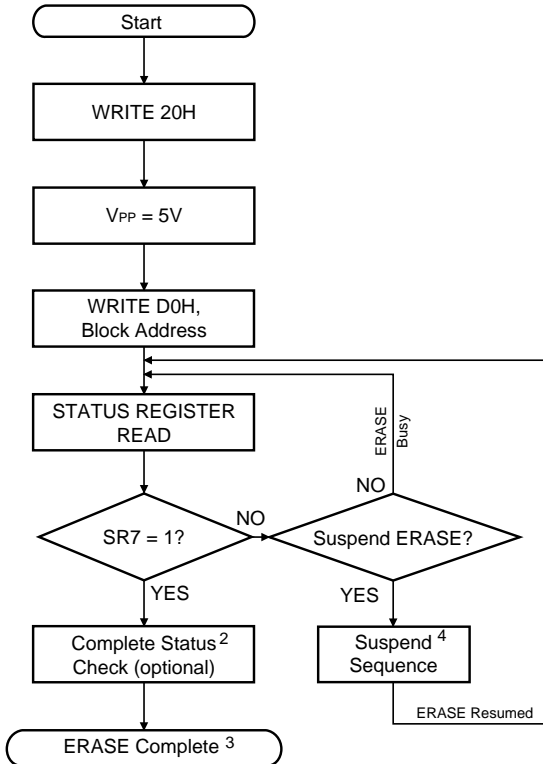 Start
WRITE 20H
VPP = 5V
WRITE D0H,
Block Address
STATUS REGISTER
READ
ERASE
Busy
NO
SR7 = 1?
NO
Suspend ERASE?
YES
YES
Complete Status 2
Check (optional)
Suspend 4
Sequence
ERASE Resumed
ERASE Complete 3